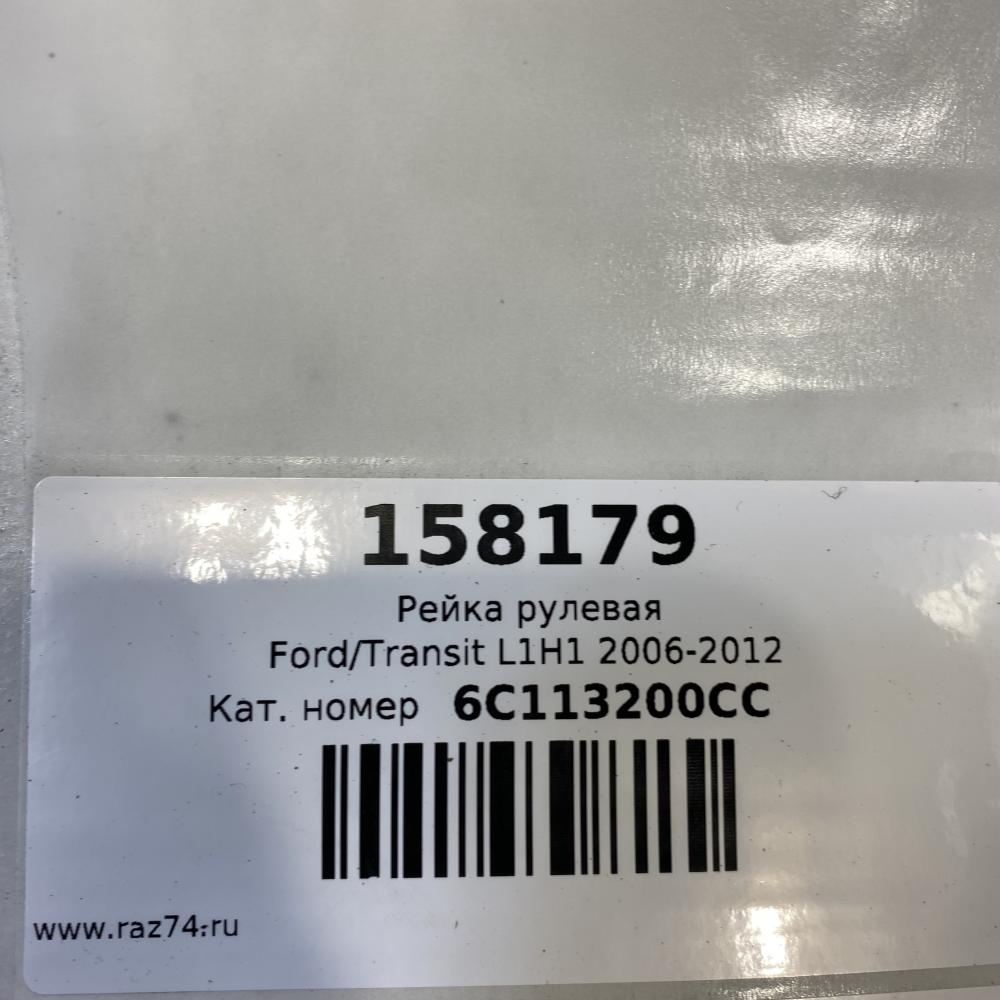 158179
Рейка рулевая
Ford/Transit L1H1 2006-2012
Кат. номер 6C113200CC
www.raz74.ru